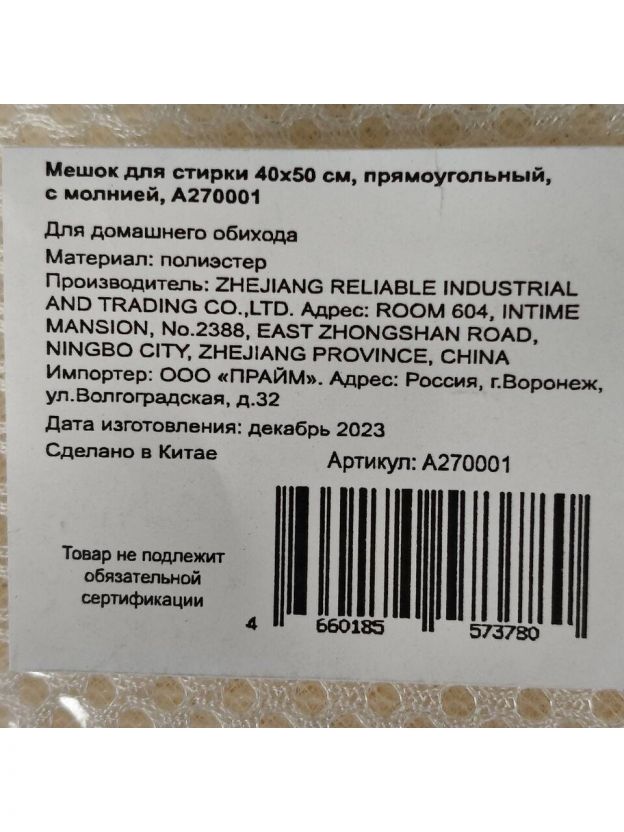 Мешок для стирки 40х50 см, прямоугольный,
с молнией, А270001
Для домашнего обихода
Материал: полиэстер
Производитель: ZHEJIANG RELIABLE INDUSTRIAL
AND TRADING CO.,LTD. Адрес: ROOM 604, INTIME
MANSION, No.2388, EAST ZHONGSHAN ROAD,
NINGBO CITY, ZHEJIANG PROVINCE, CHINA
Импортер: ООО «ПРАЙМ». Адрес: Россия, г.Воронеж,
ул.Волгоградская, д.32
Дата изготовления: декабрь 2023
Сделано в Китае
Артикул: А270001
Товар не подлежит
обязательной
сертификации
4 660185 573780